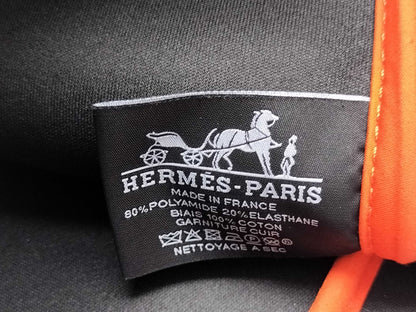 HERMÈS-PARIS
MADE IN FRANCE
80%POLYAMIDE 20%ELASTHANE
BIAIS 100% COTON
GARNITURE CUIR
NETTOYAGE A SEC